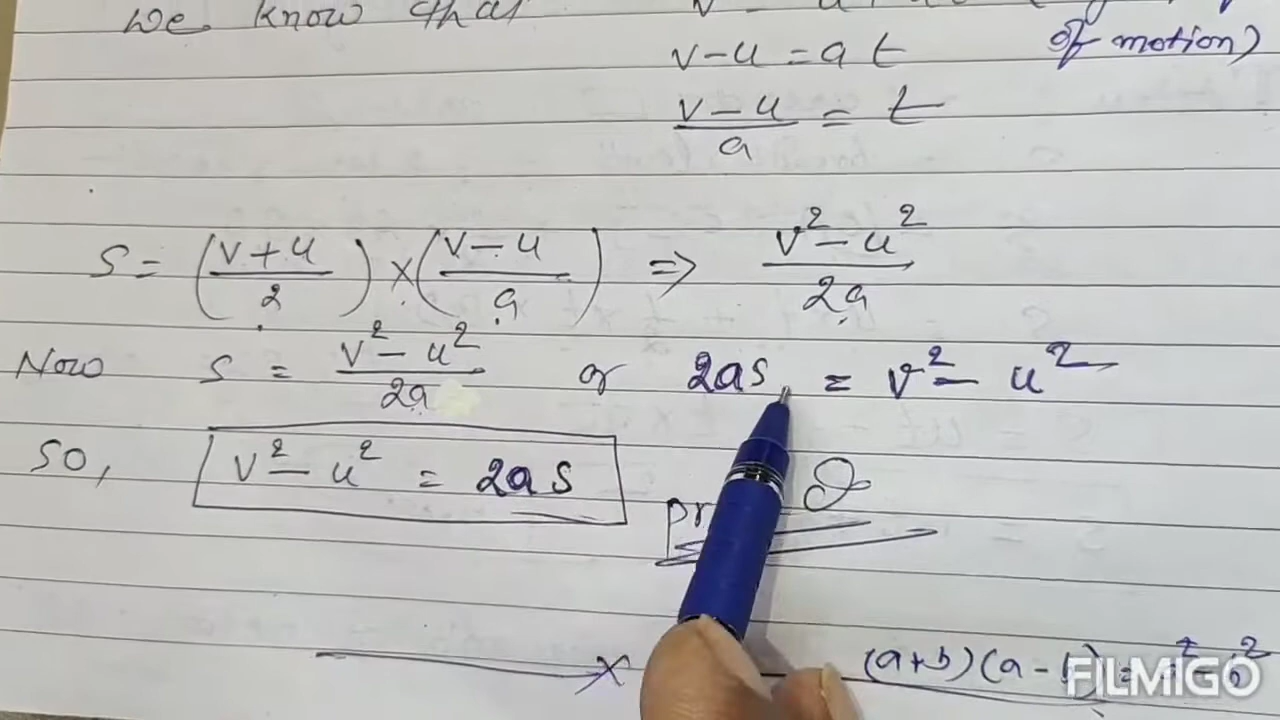 We know that
v - u = a t
of motion)
v - u / a = t
S = (v + u / 2) × (v - u / a) ⇒ v² - u² / 2a
Now S = v² - u² / 2a or 2as = v² - u²
SO, v² - u² = 2as
(a+b)(a-b) =
FILMIGO